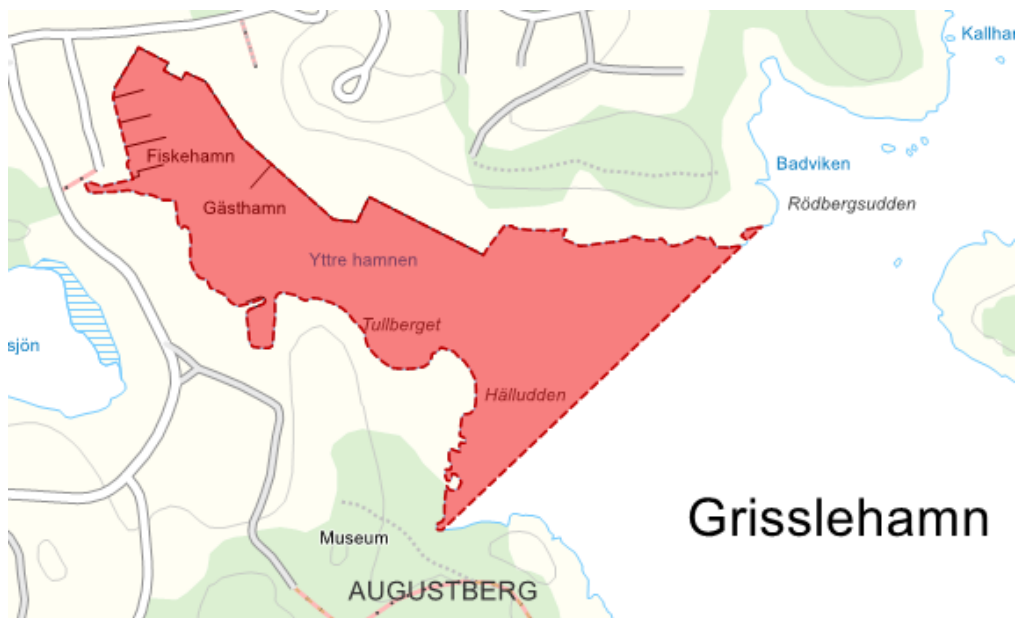 Kallhar
Fiskehamn
Badviken
Gästhamn
Rödbergsudden
Yttre hamnen
Tullberget
sjön
Hälludden
Grisslehamn
Museum
AUGUSTBERG